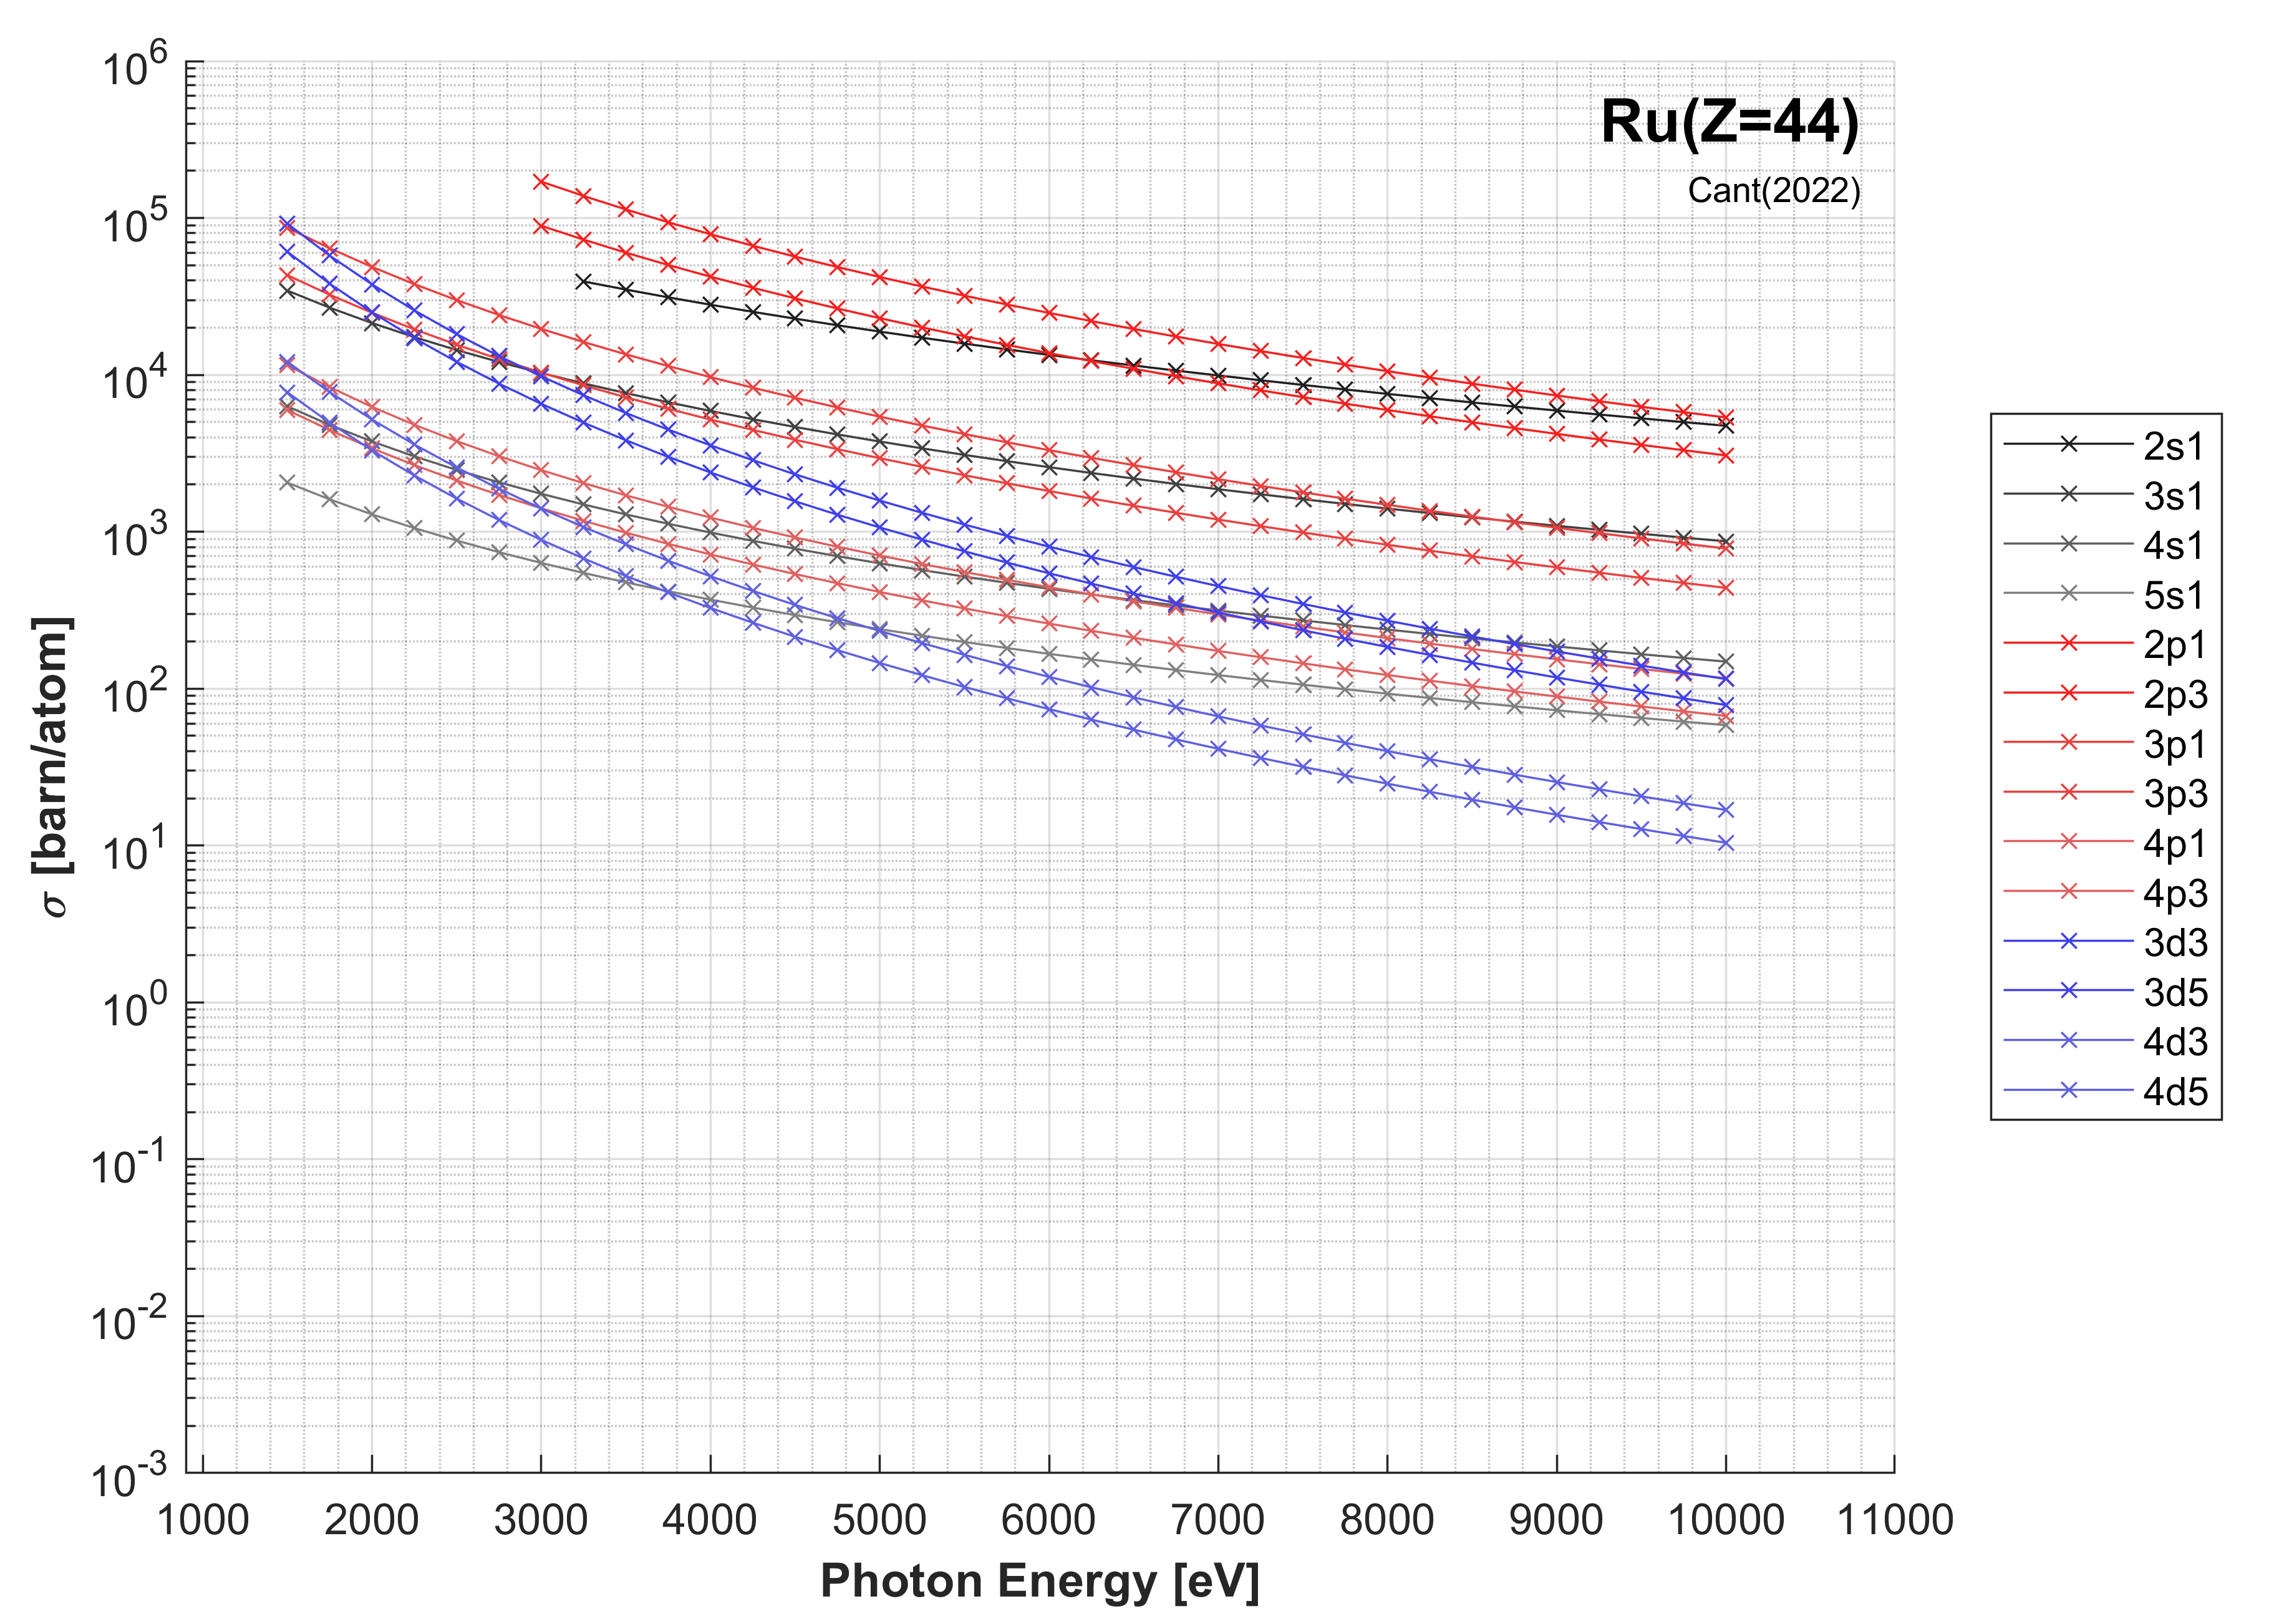 Ru(Z=44)
Cant(2022)
10^6
10^5
10^4
10^3
10^2
10^1
10^0
10^-1
10^-2
10^-3
σ [barn/atom]
1000 2000 3000 4000 5000 6000 7000 8000 9000 10000 11000
Photon Energy [eV]
2s1
3s1
4s1
5s1
2p1
2p3
3p1
3p3
4p1
4p3
3d3
3d5
4d3
4d5